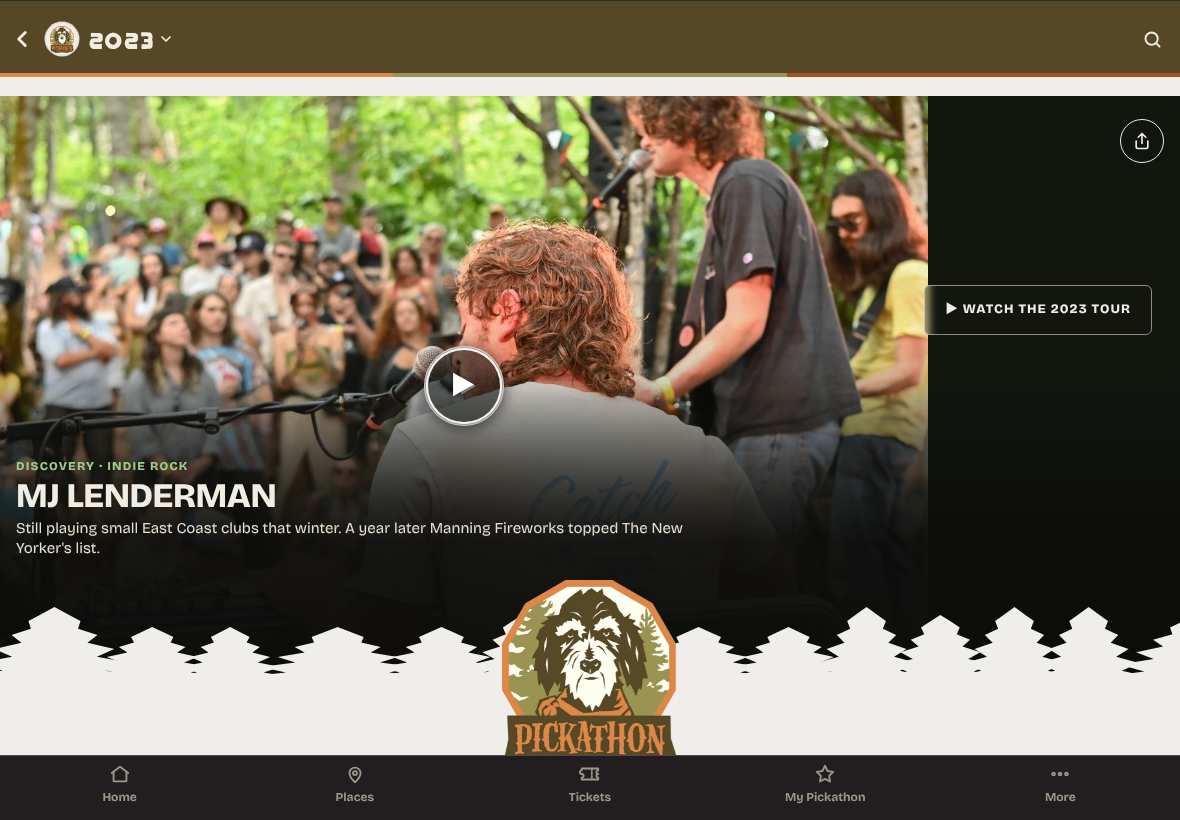 2023
WATCH THE 2023 TOUR
DISCOVERY · INDIE ROCK
MJ LENDERMAN
Still playing small East Coast clubs that winter. A year later Manning Fireworks topped The New
Yorker's list.
Catch
PICKATHON
Home
Places
Tickets
My Pickathon
More